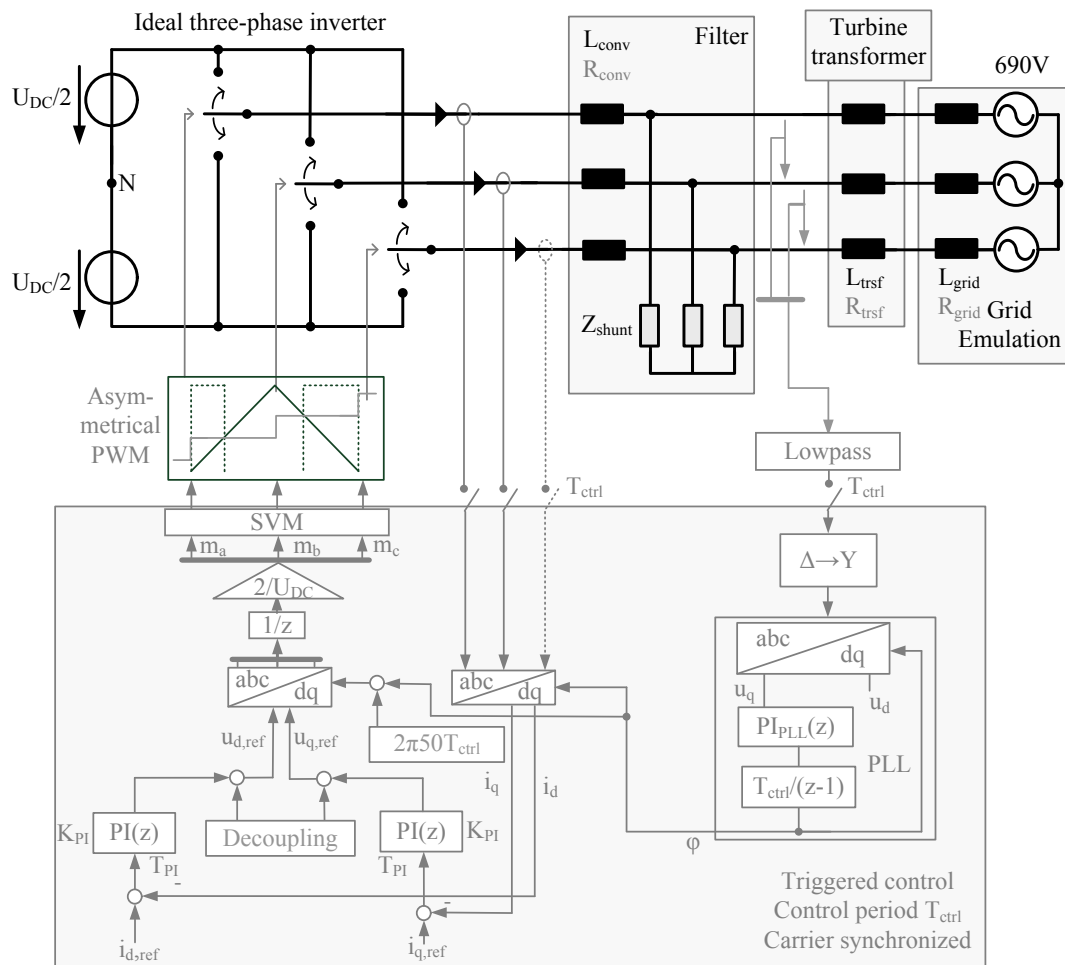 Ideal three-phase inverter
U_DC/2
N
U_DC/2
L_conv
R_conv
Filter
Z_shunt
Turbine
transformer
L_trsf
R_trsf
690V
L_grid
R_grid
Grid
Emulation
Asym-
metrical
PWM
Lowpass
T_ctrl
T_ctrl
SVM
m_a
m_b
m_c
2/U_DC
1/z
abc
dq
abc
dq
Δ→Y
abc
dq
u_q
u_d
PI_PLL(z)
PLL
T_ctrl/(z-1)
2π50T_ctrl
u_d,ref
u_q,ref
i_q
i_d
K_PI
PI(z)
T_PI
Decoupling
PI(z)
K_PI
T_PI
φ
-
-
i_d,ref
i_q,ref
Triggered control
Control period T_ctrl
Carrier synchronized